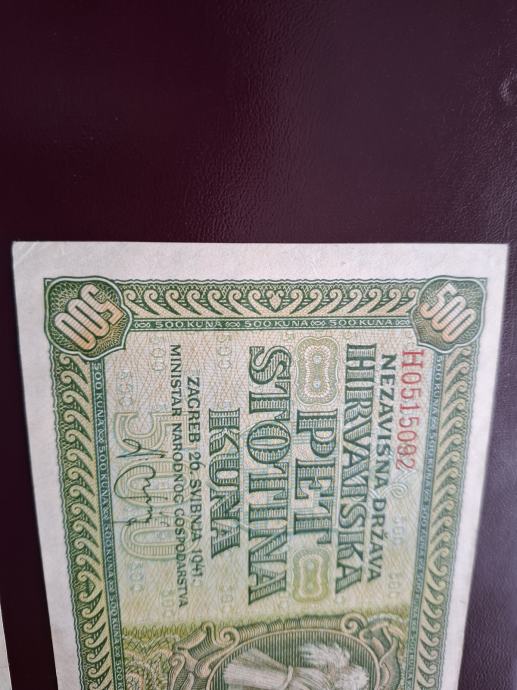 500
500
500 KUNA 500 KUNA 500 KUNA
H0515092
NEZAVISNA DRŽAVA
HRVATSKA
PET
STOTINA
KUNA
ZAGREB, 26. SVIBNJA 1941.
MINISTAR NARODNOG GOSPODARSTVA
500